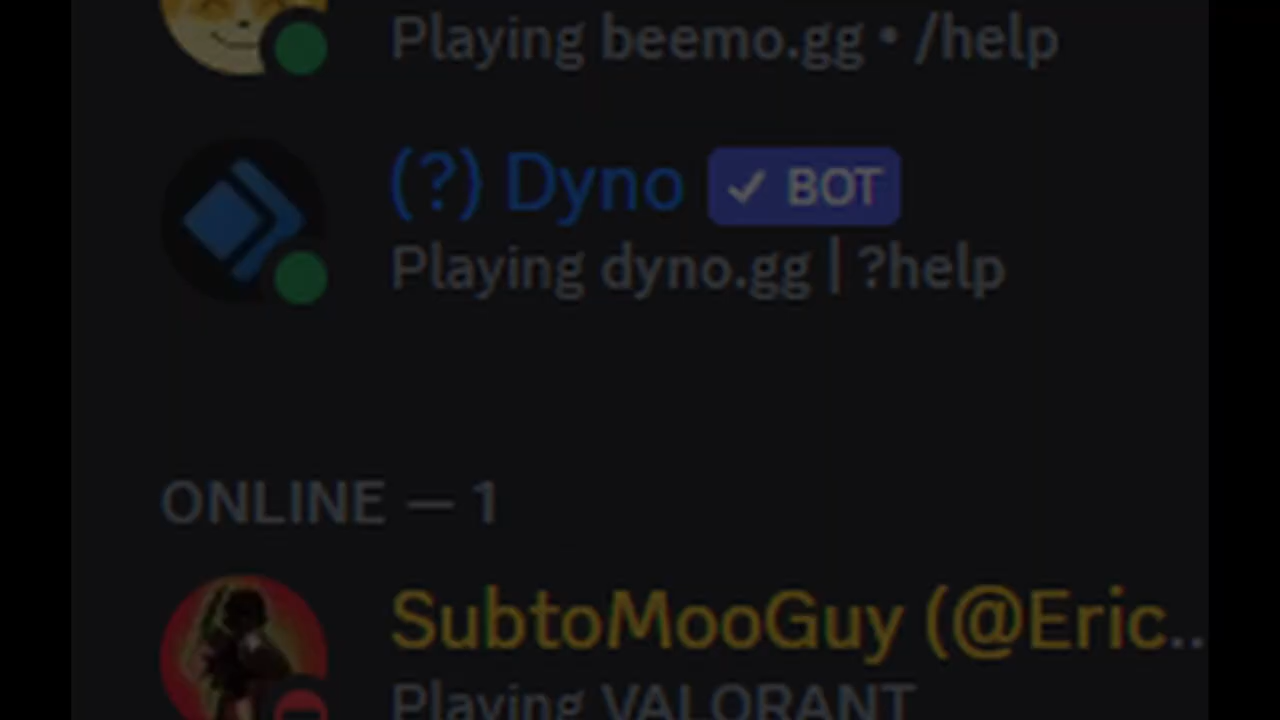 Playing beemo.gg • /help
(?) Dyno ✓ BOT
Playing dyno.gg | ?help
ONLINE — 1
SubtoMooGuy (@Eric..
Playing VALORANT